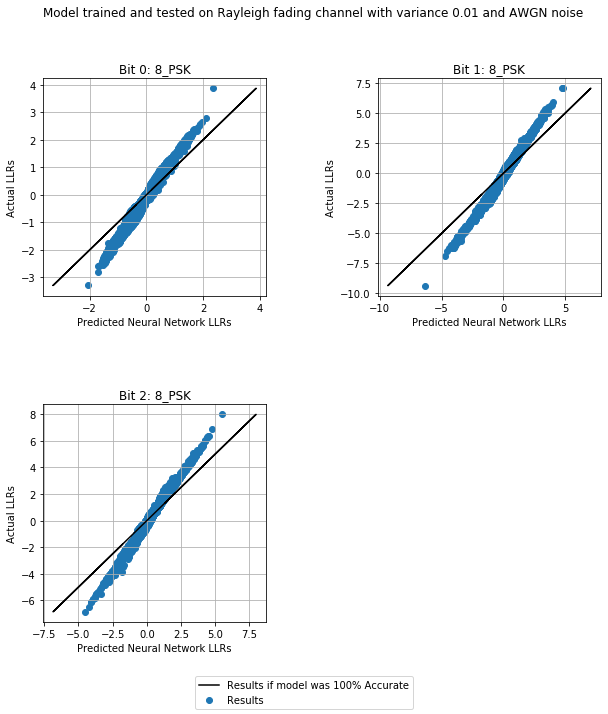 Model trained and tested on Rayleigh fading channel with variance 0.01 and AWGN noise
Bit 0: 8_PSK
4
3
2
1
0
−1
−2
−3
Actual LLRs
−2 0 2 4
Predicted Neural Network LLRs
Bit 1: 8_PSK
7.5
5.0
2.5
0.0
−2.5
−5.0
−7.5
−10.0
Actual LLRs
−10 −5 0 5
Predicted Neural Network LLRs
Bit 2: 8_PSK
8
6
4
2
0
−2
−4
−6
Actual LLRs
−7.5 −5.0 −2.5 0.0 2.5 5.0 7.5
Predicted Neural Network LLRs
Results if model was 100% Accurate
Results